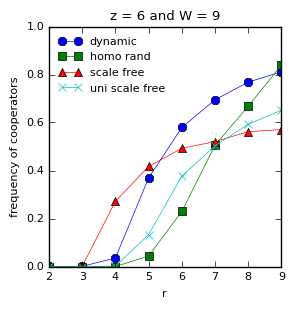 z = 6 and W = 9
dynamic
homo rand
scale free
uni scale free
frequency of cooperators
1.0
0.8
0.6
0.4
0.2
0.0
2 3 4 5 6 7 8 9
r